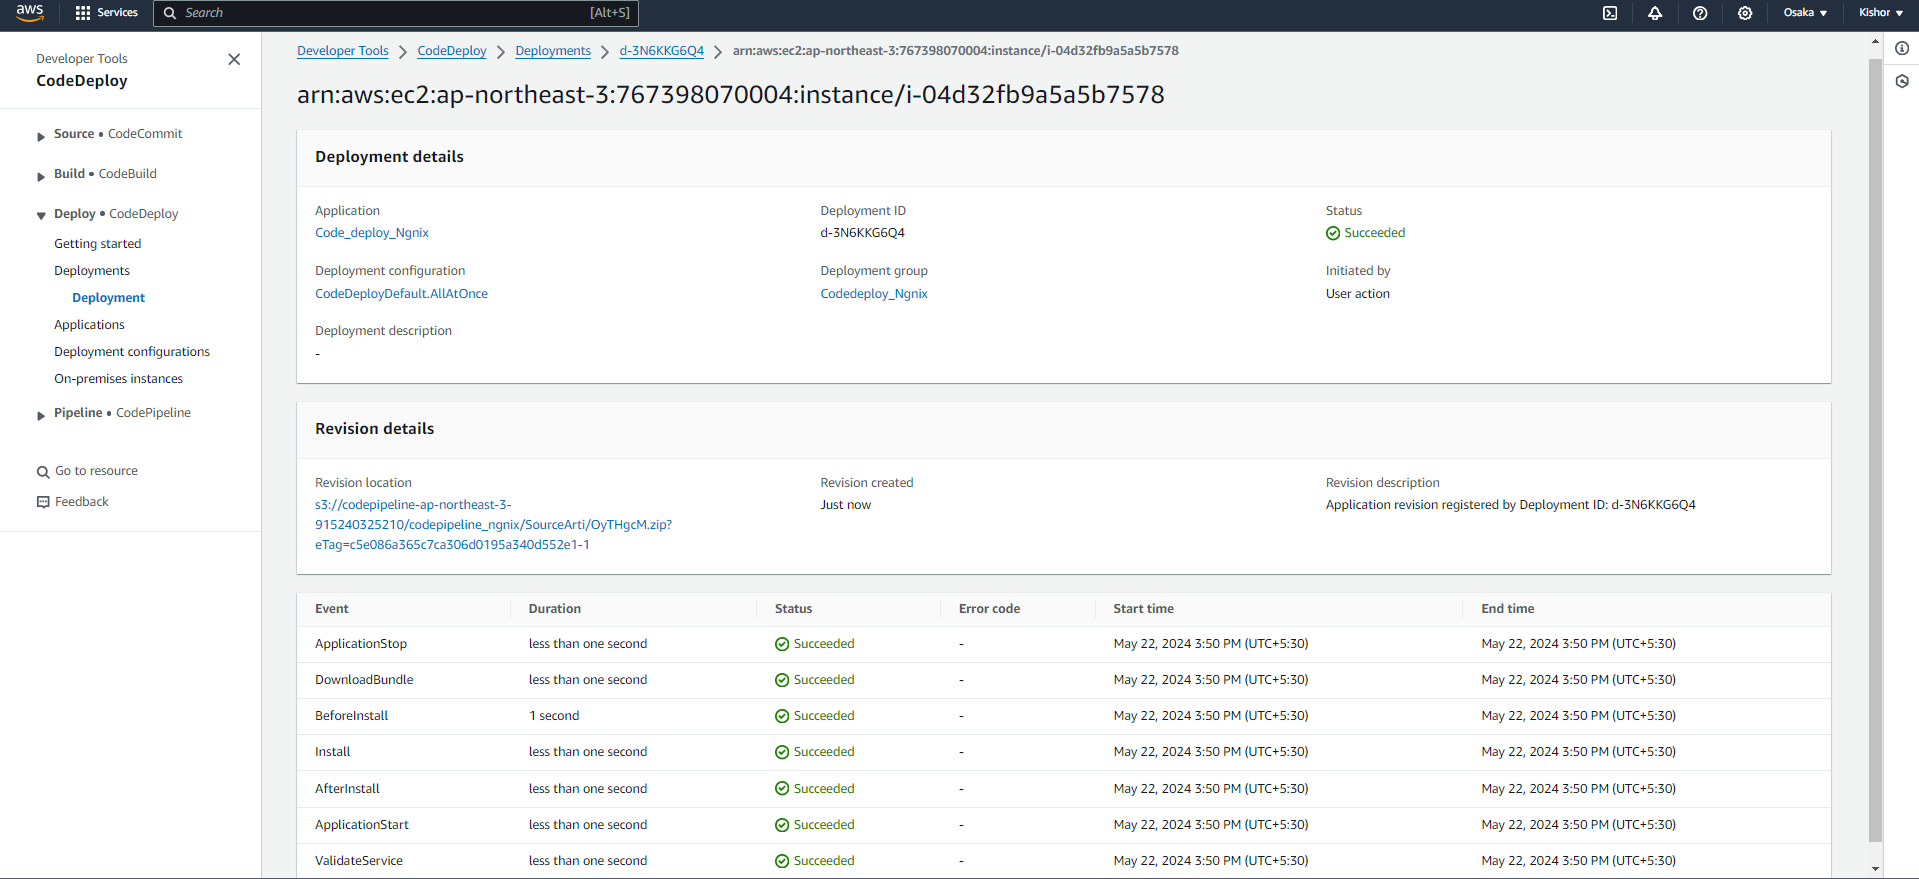 aws
Services
Search
[Alt+S]
Osaka
Kishor
Developer Tools
CodeDeploy
Source • CodeCommit
Build • CodeBuild
Deploy • CodeDeploy
Getting started
Deployments
Deployment
Applications
Deployment configurations
On-premises instances
Pipeline • CodePipeline
Go to resource
Feedback
Developer Tools
CodeDeploy
Deployments
d-3N6KKG6Q4
arn:aws:ec2:ap-northeast-3:767398070004:instance/i-04d32fb9a5a5b7578
arn:aws:ec2:ap-northeast-3:767398070004:instance/i-04d32fb9a5a5b7578
Deployment details
Application
Code_deploy_Ngnix
Deployment ID
d-3N6KKG6Q4
Status
Succeeded
Deployment configuration
CodeDeployDefault.AllAtOnce
Deployment group
Codedeploy_Ngnix
Initiated by
User action
Deployment description
-
Revision details
Revision location
s3://codepipeline-ap-northeast-3-
915240325210/codepipeline_ngnix/SourceArti/OyTHgcM.zip?
eTag=c5e086a365c7ca306d0195a340d552e1-1
Revision created
Just now
Revision description
Application revision registered by Deployment ID: d-3N6KKG6Q4
Event Duration Status Error code Start time End time
ApplicationStop less than one second Succeeded - May 22, 2024 3:50 PM (UTC+5:30) May 22, 2024 3:50 PM (UTC+5:30)
DownloadBundle less than one second Succeeded - May 22, 2024 3:50 PM (UTC+5:30) May 22, 2024 3:50 PM (UTC+5:30)
BeforeInstall 1 second Succeeded - May 22, 2024 3:50 PM (UTC+5:30) May 22, 2024 3:50 PM (UTC+5:30)
Install less than one second Succeeded - May 22, 2024 3:50 PM (UTC+5:30) May 22, 2024 3:50 PM (UTC+5:30)
AfterInstall less than one second Succeeded - May 22, 2024 3:50 PM (UTC+5:30) May 22, 2024 3:50 PM (UTC+5:30)
ApplicationStart less than one second Succeeded - May 22, 2024 3:50 PM (UTC+5:30) May 22, 2024 3:50 PM (UTC+5:30)
ValidateService less than one second Succeeded - May 22, 2024 3:50 PM (UTC+5:30) May 22, 2024 3:50 PM (UTC+5:30)